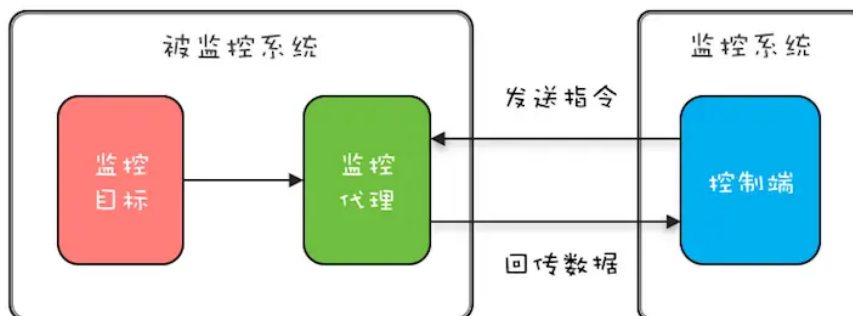 被监控系统
监控系统
发送指令
监控
目标
监控
代理
控制端
回传数据